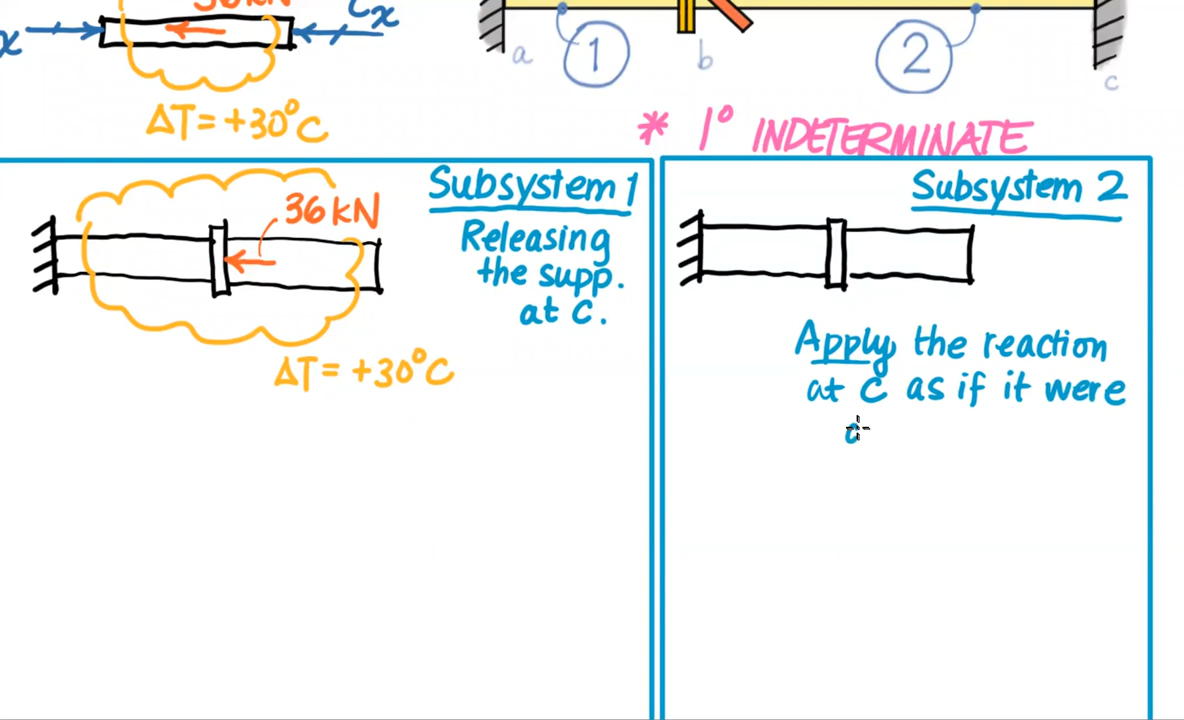 Cx
x
ΔT = +30°C
a
1
b
2
c
* 1° INDETERMINATE
Subsystem 1
36 kN
Releasing
the supp.
at C.
ΔT = +30°C
Subsystem 2
Apply the reaction
at C as if it were